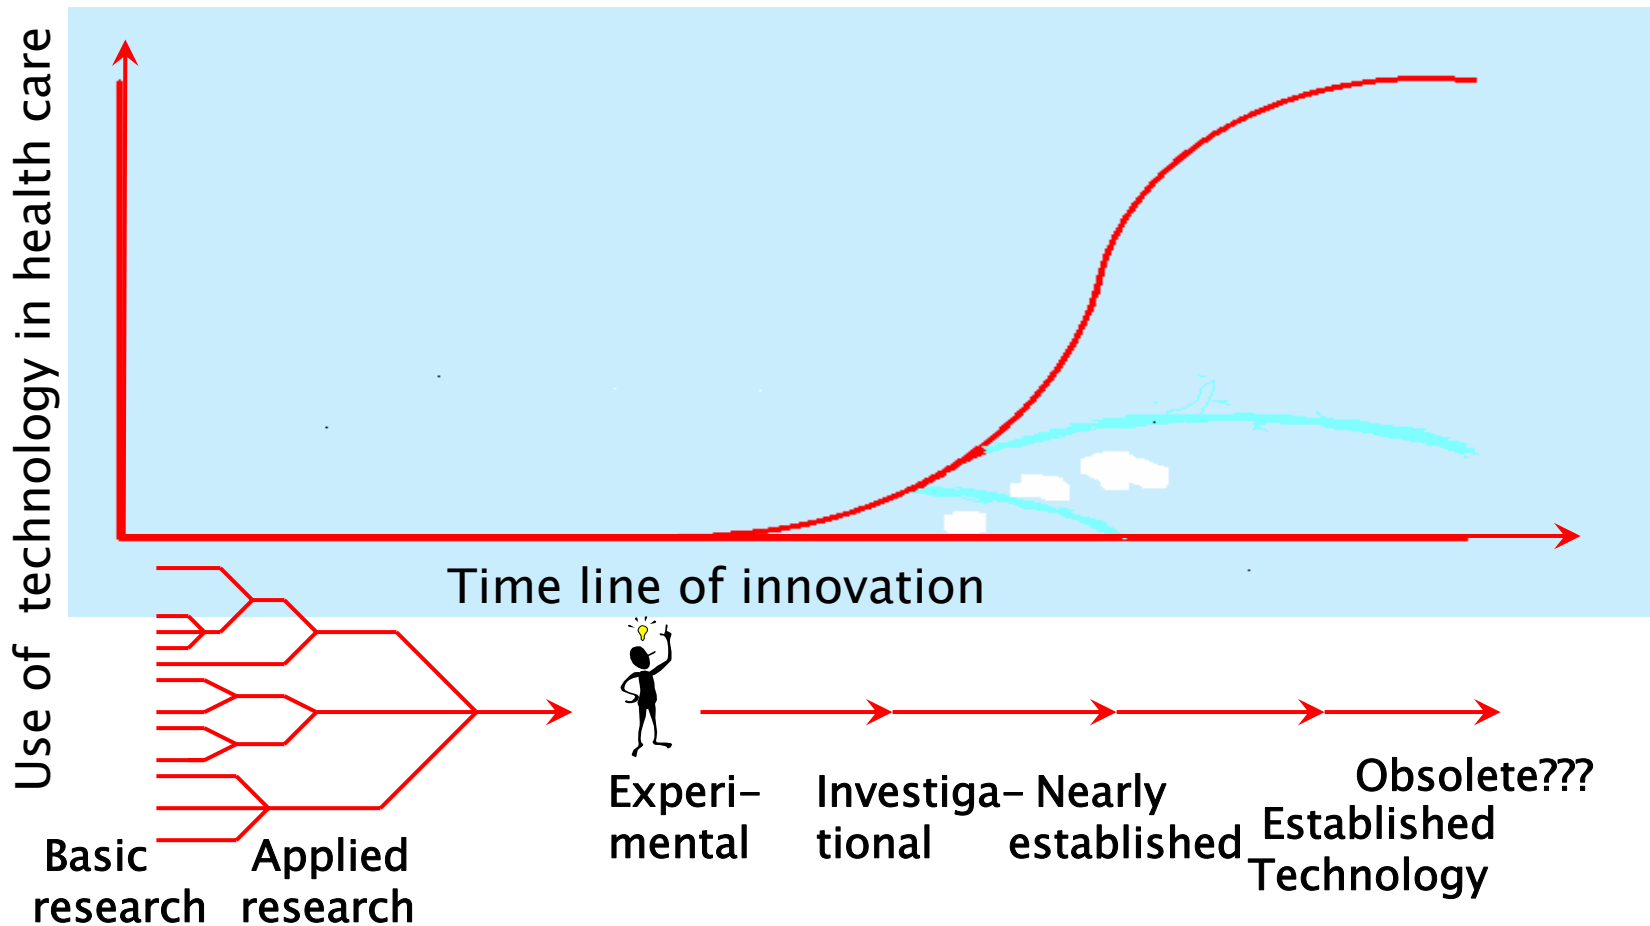 Use of technology in health care
Time line of innovation
Basic
research
Applied
research
Experi-
mental
Investiga-
tional
Nearly
established
Obsolete???
Established
Technology